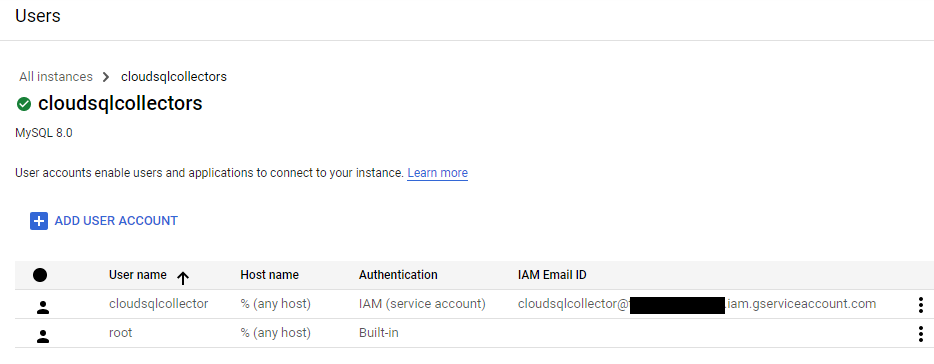 Users
All instances > cloudsqlcollectors
cloudsqlcollectors
MySQL 8.0
User accounts enable users and applications to connect to your instance. Learn more
ADD USER ACCOUNT
User name Host name Authentication IAM Email ID
cloudsqlcollector % (any host) IAM (service account) cloudsqlcollector@ .iam.gserviceaccount.com
root % (any host) Built-in